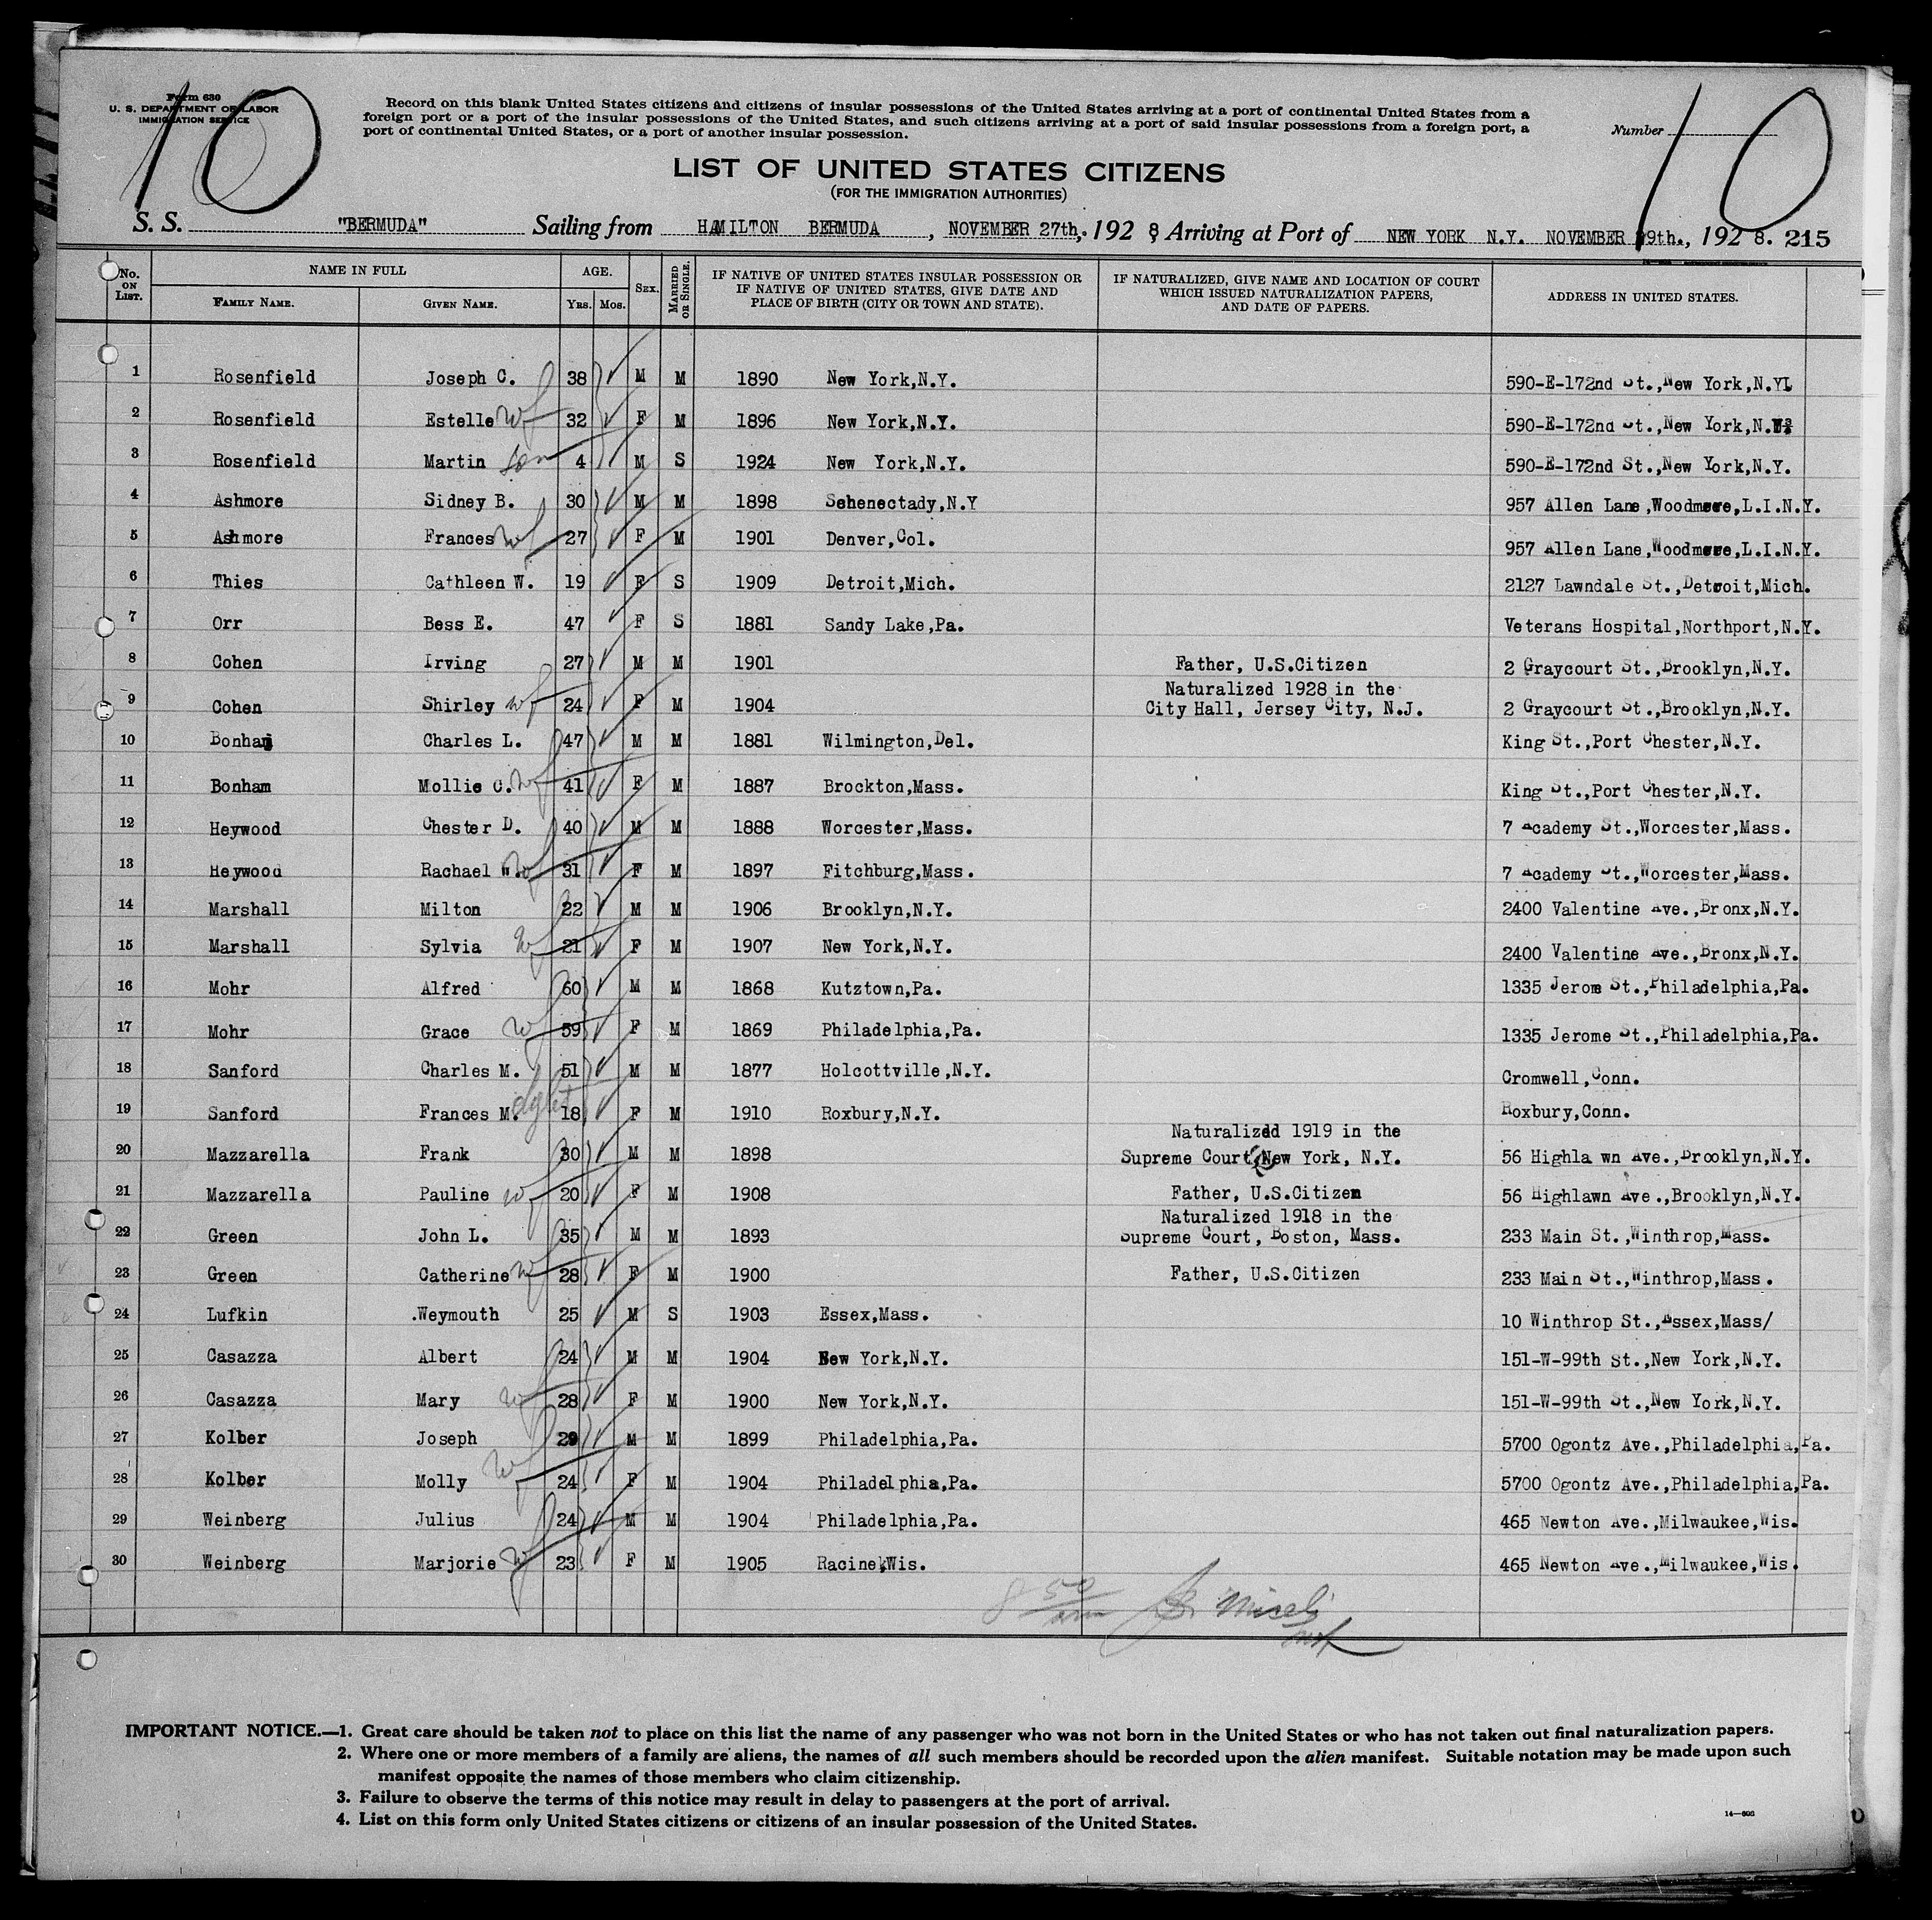 10
Form 630
U. S. DEPARTMENT OF LABOR
IMMIGRATION SERVICE
Record on this blank United States citizens and citizens of insular possessions of the United States arriving at a port of continental United States from a
foreign port or a port of the insular possessions of the United States, and such citizens arriving at a port of said insular possessions from a foreign port, a
port of continental United States, or a port of another insular possession.
Number
10
LIST OF UNITED STATES CITIZENS
(FOR THE IMMIGRATION AUTHORITIES)
S. S. "BERMUDA" Sailing from HAMILTON BERMUDA, NOVEMBER 27th, 1928, Arriving at Port of NEW YORK N.Y. NOVEMBER 29th., 1928. 215
No. ON LIST. NAME IN FULL FAMILY NAME. GIVEN NAME. AGE. YRS. MOS. SEX. MARRIED OR SINGLE. IF NATIVE OF UNITED STATES INSULAR POSSESSION OR IF NATIVE OF UNITED STATES, GIVE DATE AND PLACE OF BIRTH (CITY OR TOWN AND STATE). IF NATURALIZED, GIVE NAME AND LOCATION OF COURT WHICH ISSUED NATURALIZATION PAPERS, AND DATE OF PAPERS. ADDRESS IN UNITED STATES.
1 Rosenfield Joseph C. 38 M M 1890 New York,N.Y. 590-E-172nd St.,New York,N.Y.
2 Rosenfield Estelle wf 32 F M 1896 New York,N.Y. 590-E-172nd St.,New York,N.Y.
3 Rosenfield Martin son 4 M S 1924 New York,N.Y. 590-E-172nd St.,New York,N.Y.
4 Ashmore Sidney B. 30 M M 1898 Schenectady,N.Y 957 Allen Lane,Woodmere,L.I.N.Y.
5 Ashmore Frances wf 27 F M 1901 Denver,Col. 957 Allen Lane,Woodmere,L.I.N.Y.
6 Thies Cathleen W. 19 F S 1909 Detroit,Mich. 2127 Lawndale St.,Detroit,Mich.
7 Orr Bess E. 47 F S 1881 Sandy Lake,Pa. Veterans Hospital,Northport,N.Y.
8 Cohen Irving 27 M M 1901 Father, U.S.Citizen 2 Graycourt St.,Brooklyn,N.Y.
Naturalized 1928 in the
9 Cohen Shirley wf 24 F M 1904 City Hall, Jersey City, N.J. 2 Graycourt St.,Brooklyn,N.Y.
10 Bonham Charles L. 47 M M 1881 Wilmington,Del. King St.,Port Chester,N.Y.
11 Bonham Mollie C. wf 41 F M 1887 Brockton,Mass. King St.,Port Chester,N.Y.
12 Heywood Chester D. 40 M M 1888 Worcester,Mass. 7 Academy St.,Worcester,Mass.
13 Heywood Rachael W. wf 31 F M 1897 Fitchburg,Mass. 7 Academy St.,Worcester,Mass.
14 Marshall Milton 22 M M 1906 Brooklyn,N.Y. 2400 Valentine Ave.,Bronx,N.Y.
15 Marshall Sylvia wf 21 F M 1907 New York,N.Y. 2400 Valentine Ave.,Bronx,N.Y.
16 Mohr Alfred 60 M M 1868 Kutztown,Pa. 1335 Jerome St.,Philadelphia,Pa.
17 Mohr Grace wf 59 F M 1869 Philadelphia,Pa. 1335 Jerome St.,Philadelphia,Pa.
18 Sanford Charles M. 51 M M 1877 Holcottville,N.Y. Cromwell,Conn.
19 Sanford Frances M. dght 18 F M 1910 Roxbury,N.Y. Roxbury,Conn.
Naturalizdd 1919 in the
20 Mazzarella Frank 30 M M 1898 Supreme Court, New York, N.Y. 56 Highla wn Ave.,Brooklyn,N.Y.
21 Mazzarella Pauline wf 20 F M 1908 Father, U.S.Citizen 56 Highlawn Ave.,Brooklyn,N.Y.
Naturalized 1918 in the
22 Green John L. 35 M M 1893 Supreme Court, Boston, Mass. 233 Main St.,Winthrop,Mass.
23 Green Catherine wf 28 F M 1900 Father, U.S.Citizen 233 Main St.,Winthrop,Mass.
24 Lufkin .Weymouth 25 M S 1903 Essex,Mass. 10 Winthrop St.,Essex,Mass/
25 Casazza Albert 24 M M 1904 New York,N.Y. 151-W-99th St.,New York,N.Y.
26 Casazza Mary wf 28 F M 1900 New York,N.Y. 151-W-99th St.,New York,N.Y.
27 Kolber Joseph 29 M M 1899 Philadelphia,Pa. 5700 Ogontz Ave.,Philadelphia,Pa.
28 Kolber Molly wf 24 F M 1904 Philadelphia,Pa. 5700 Ogontz Ave.,Philadelphia,Pa.
29 Weinberg Julius 24 M M 1904 Philadelphia,Pa. 465 Newton Ave.,Milwaukee,Wis.
30 Weinberg Marjorie wf 23 F M 1905 Racine,Wis. 465 Newton Ave.,Milwaukee,Wis.
8 50 am
IMPORTANT NOTICE.—1. Great care should be taken not to place on this list the name of any passenger who was not born in the United States or who has not taken out final naturalization papers.
2. Where one or more members of a family are aliens, the names of all such members should be recorded upon the alien manifest. Suitable notation may be made upon such
manifest opposite the names of those members who claim citizenship.
3. Failure to observe the terms of this notice may result in delay to passengers at the port of arrival.
4. List on this form only United States citizens or citizens of an insular possession of the United States.